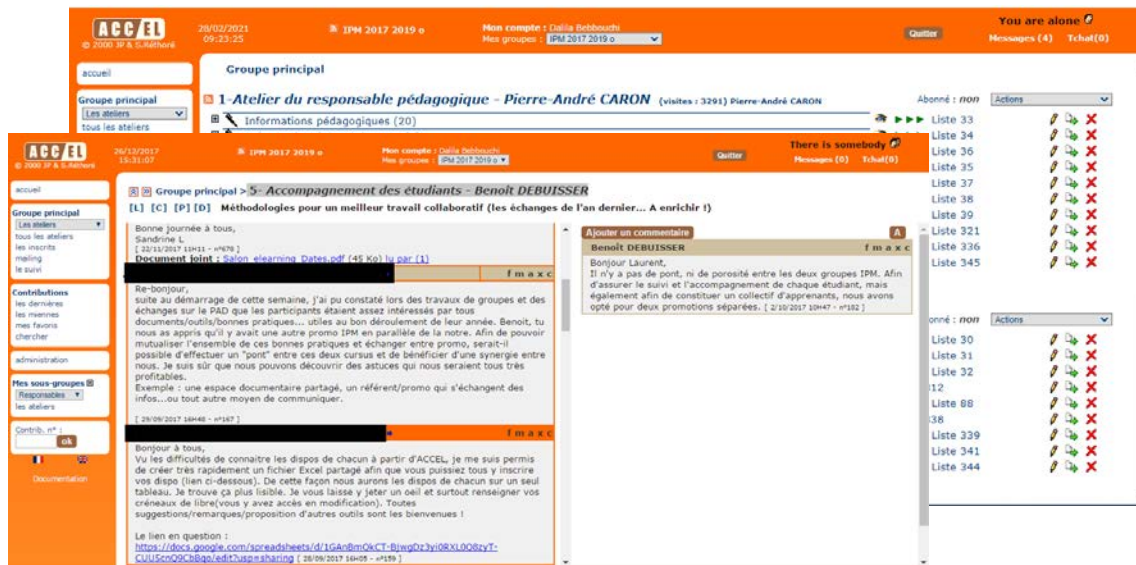 ACC/EL
© 2000 JP & S.Réthoré
28/02/2021
09:23:25
IPM 2017 2019 o
Mon compte : Dalila Bebbouchi
Mes groupes : IPM 2017 2019 o
Quitter
You are alone
Messages (4) Tchat(0)
accueil
Groupe principal
Les ateliers
tous les ateliers
Groupe principal
1-Atelier du responsable pédagogique - Pierre-André CARON (visites : 3291) Pierre-André CARON
Abonné : non
Actions
Informations pédagogiques (20)
Liste 33
Liste 34
Liste 36
Liste 35
Liste 37
Liste 38
Liste 39
Liste 321
Liste 336
Liste 345
onné : non
Actions
Liste 30
Liste 31
Liste 32
312
Liste 88
338
Liste 339
Liste 341
Liste 344
ACC/EL
© 2000 JP & S.Réthoré
26/12/2017
15:31:07
IPM 2017 2019 o
Mon compte : Dalila Bebbouchi
Mes groupes : IPM 2017 2019 o
Quitter
There is somebody
Messages (0) Tchat(0)
accueil
Groupe principal
Les ateliers
tous les ateliers
les inscrits
mailing
le suivi
Contributions
les dernières
les miennes
mes favoris
chercher
administration
Mes sous-groupes
Responsables
les ateliers
Contrib. n° :
ok
Documentation
Groupe principal > 5- Accompagnement des étudiants - Benoît DEBUISSER
[L] [C] [P] [D] Méthodologies pour un meilleur travail collaboratif (les échanges de l'an dernier... A enrichir !)
Bonne journée à tous,
Sandrine L
[ 22/11/2017 11H11 - n°678 ]
Document joint : Salon_elearning_Dates.pdf (45 Ko) lu par (1)
f m a x c
Re-bonjour,
suite au démarrage de cette semaine, j'ai pu constaté lors des travaux de groupes et des
échanges sur le PAD que les participants étaient assez intéressés par tous
documents/outils/bonnes pratiques... utiles au bon déroulement de leur année. Benoit, tu
nous as appris qu'il y avait une autre promo IPM en parallèle de la notre. Afin de pouvoir
mutualiser l'ensemble de ces bonnes pratiques et échanger entre promo, serait-il
possible d'effectuer un "pont" entre ces deux cursus et de bénéficier d'une synergie entre
nous. Je suis sûr que nous pouvons découvrir des astuces qui nous seraient tous très
profitables.
Exemple : une espace documentaire partagé, un référent/promo qui s'échangent des
infos...ou tout autre moyen de communiquer.
[ 29/09/2017 16H48 - n°167 ]
f m a x c
Bonjour à tous,
Vu les difficultés de connaitre les dispos de chacun à partir d'ACCEL, je me suis permis
de créer très rapidement un fichier Excel partagé afin que vous puissiez tous y inscrire
vos dispo (lien ci-dessous). De cette façon nous aurons les dispos de chacun sur un seul
tableau. Je trouve ça plus lisible. Je vous laisse y jeter un oeil et surtout renseigner vos
créneaux de libre(vous y avez accès en modification). Toutes
suggestions/remarques/proposition d'autres outils sont les bienvenues !
Le lien en question :
https://docs.google.com/spreadsheets/d/1GAnBmQkCT-BjwgDz3yi0RXL0Q8zyT-
CUUScnQ9CbBqo/edit?usp=sharing [ 28/09/2017 16H05 - n°159 ]
Ajouter un commentaire
A
Benoît DEBUISSER f m a x c
Bonjour Laurent,
Il n'y a pas de pont, ni de porosité entre les deux groupes IPM. Afin
d'assurer le suivi et l'accompagnement de chaque étudiant, mais
également afin de constituer un collectif d'apprenants, nous avons
opté pour deux promotions séparées. [ 2/10/2017 10H47 - n°182 ]